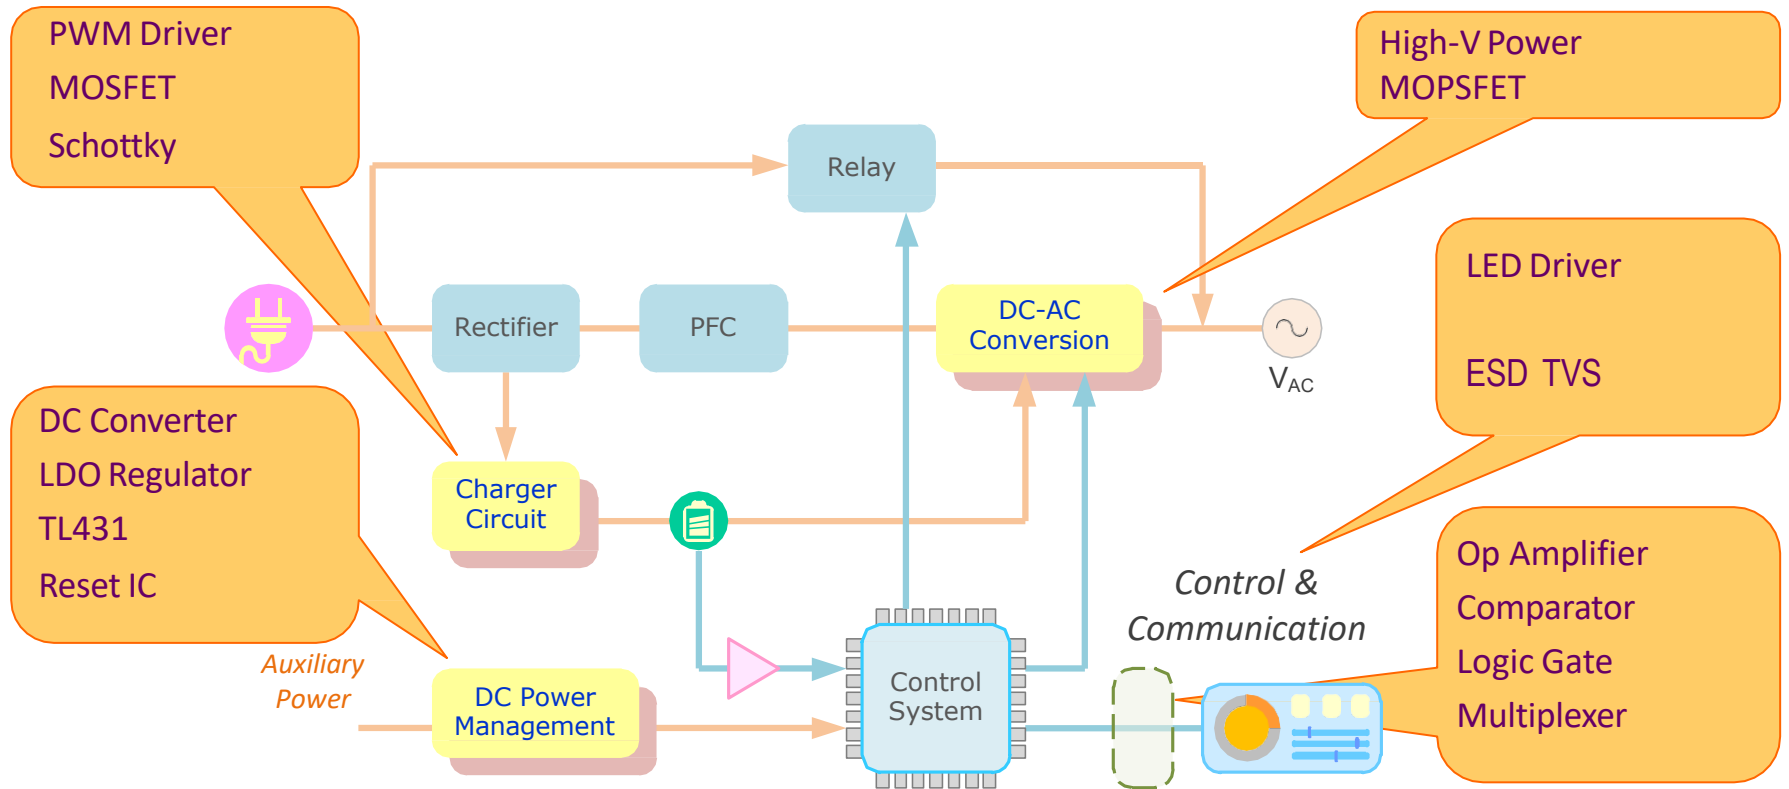 PWM Driver
MOSFET
Schottky
High-V Power
MOPSFET
Relay
LED Driver
ESD TVS
Rectifier
PFC
DC-AC
Conversion
VAC
DC Converter
LDO Regulator
TL431
Reset IC
Charger
Circuit
Op Amplifier
Comparator
Logic Gate
Multiplexer
Control &
Communication
Auxiliary
Power
DC Power
Management
Control
System